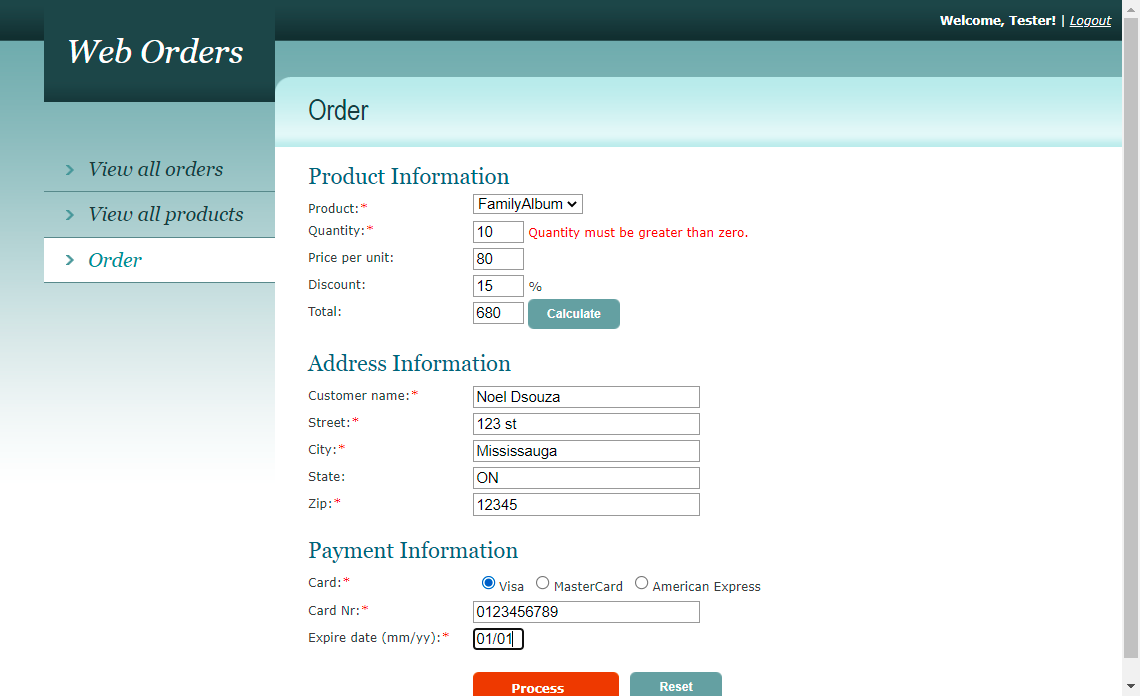 Welcome, Tester! | Logout
Web Orders
Order
View all orders
View all products
Order
Product Information
Product:* FamilyAlbum
Quantity:* 10 Quantity must be greater than zero.
Price per unit: 80
Discount: 15 %
Total: 680 Calculate
Address Information
Customer name:* Noel Dsouza
Street:* 123 st
City:* Mississauga
State: ON
Zip:* 12345
Payment Information
Card:* Visa MasterCard American Express
Card Nr:* 0123456789
Expire date (mm/yy):* 01/01
Process Reset